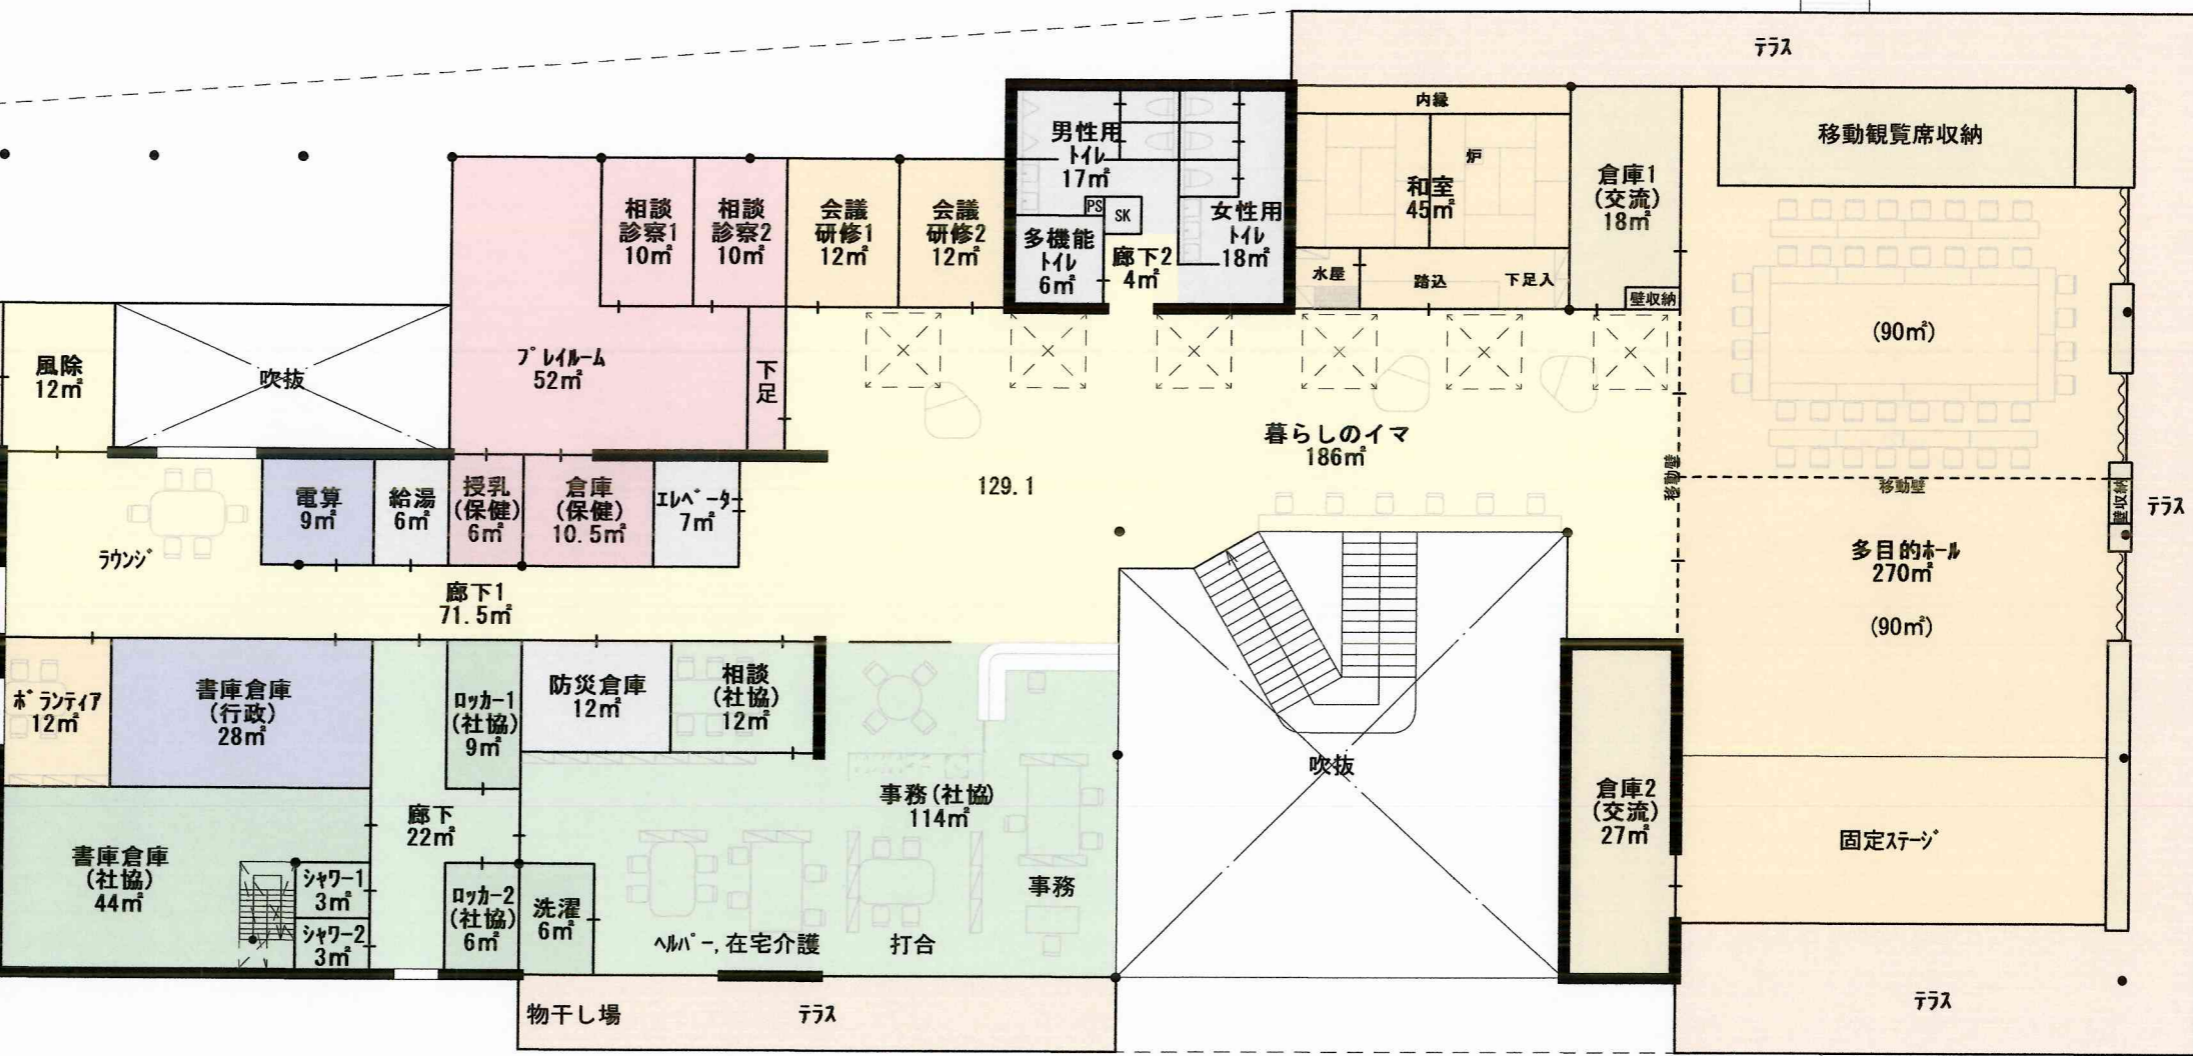 テラス
内縁
男性用
トイレ
17㎡
移動観覧席収納
炉
和室
45㎡
倉庫1
(交流)
18㎡
相談
診察1
10㎡
相談
診察2
10㎡
会議
研修1
12㎡
会議
研修2
12㎡
PS
SK
女性用
トイレ
18㎡
多機能
トイレ
6㎡
廊下2
4㎡
水屋
踏込
下足入
壁収納
風除
12㎡
吹抜
プレイルーム
52㎡
下足
(90㎡)
暮らしのイマ
186㎡
129.1
移動壁
移動壁
壁収納
テラス
電算
9㎡
給湯
6㎡
授乳
(保健)
6㎡
倉庫
(保健)
10.5㎡
エレベーター
7㎡
ラウンジ
廊下1
71.5㎡
多目的ホール
270㎡
(90㎡)
ボランティア
12㎡
書庫倉庫
(行政)
28㎡
ロッカー1
(社協)
9㎡
防災倉庫
12㎡
相談
(社協)
12㎡
吹抜
事務(社協)
114㎡
倉庫2
(交流)
27㎡
廊下
22㎡
固定ステージ
書庫倉庫
(社協)
44㎡
シャワー1
3㎡
シャワー2
3㎡
ロッカー2
(社協)
6㎡
洗濯
6㎡
事務
ヘルパー,在宅介護
打合
物干し場
テラス
テラス